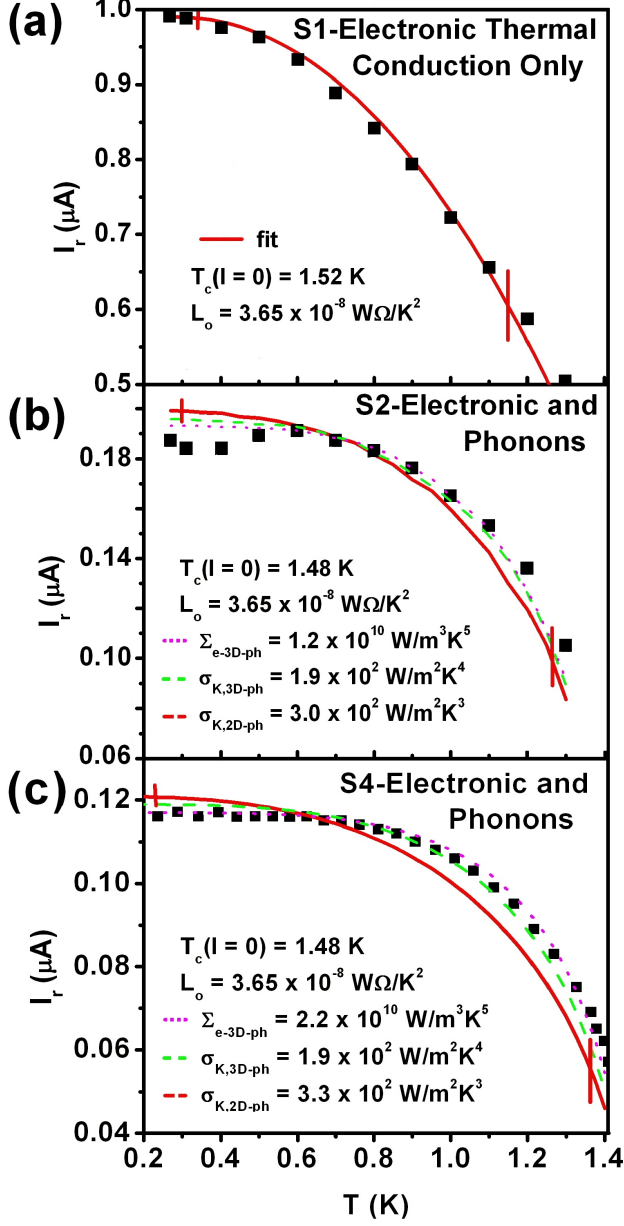 (a)
S1-Electronic Thermal
Conduction Only
1.0
0.9
0.8
0.7
0.6
0.5
I_r (μA)
fit
T_c(I = 0) = 1.52 K
L_o = 3.65 x 10^-8 WΩ/K^2
(b)
S2-Electronic and
Phonons
0.18
0.14
0.10
0.06
I_r (μA)
T_c(I = 0) = 1.48 K
L_o = 3.65 x 10^-8 WΩ/K^2
Σ_e-3D-ph = 1.2 x 10^10 W/m^3K^5
σ_K,3D-ph = 1.9 x 10^2 W/m^2K^4
σ_K,2D-ph = 3.0 x 10^2 W/m^2K^3
(c)
S4-Electronic and
Phonons
0.12
0.10
0.08
0.06
0.04
I_r (μA)
T_c(I = 0) = 1.48 K
L_o = 3.65 x 10^-8 WΩ/K^2
Σ_e-3D-ph = 2.2 x 10^10 W/m^3K^5
σ_K,3D-ph = 1.9 x 10^2 W/m^2K^4
σ_K,2D-ph = 3.3 x 10^2 W/m^2K^3
0.2 0.4 0.6 0.8 1.0 1.2 1.4
T (K)